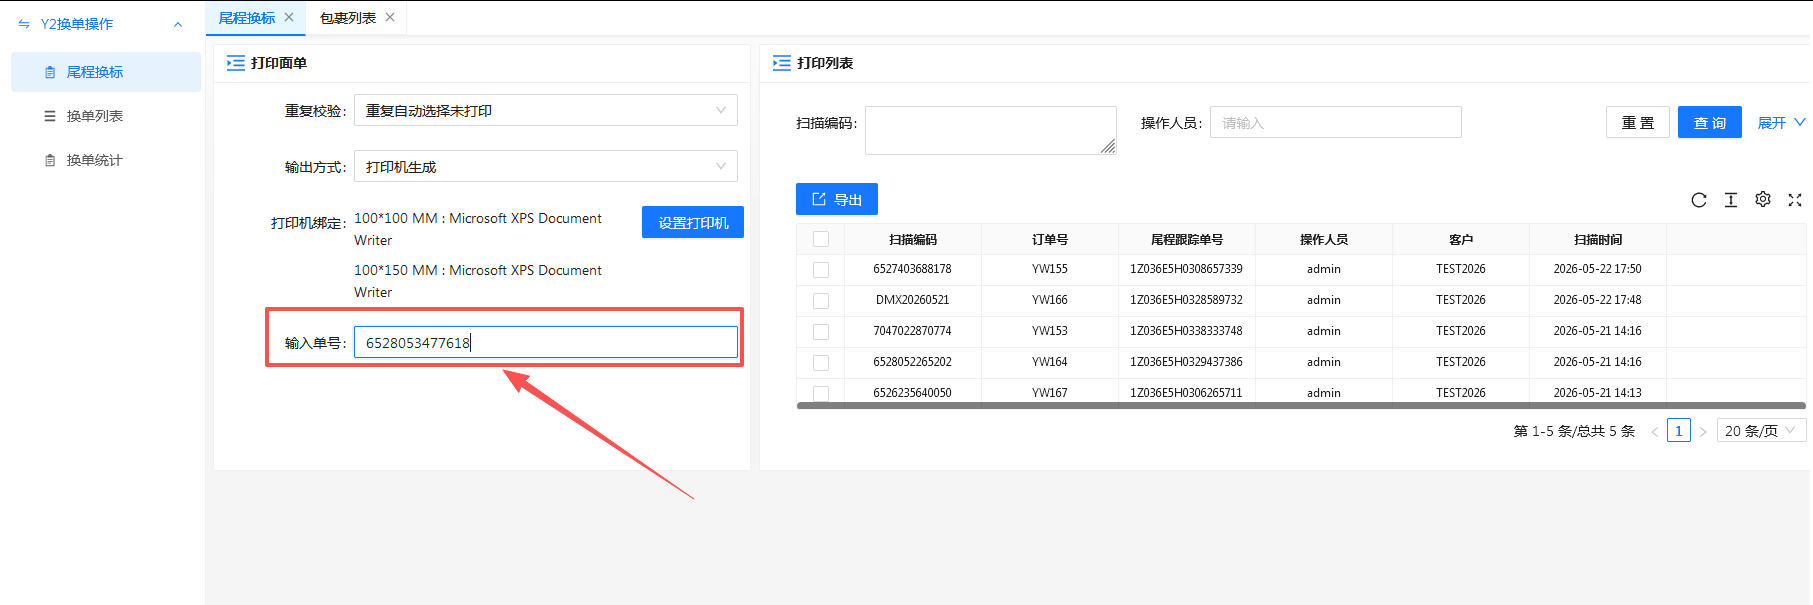 Y2换单操作
尾程换标
换单列表
换单统计
尾程换标
包裹列表
打印面单
重复校验：
重复自动选择未打印
输出方式：
打印机生成
打印机绑定：
100*100 MM : Microsoft XPS Document
Writer
100*150 MM : Microsoft XPS Document
Writer
设置打印机
输入单号：
6528053477618
打印列表
扫描编码：
操作人员：
请输入
重 置
查 询
展开
导出
扫描编码 订单号 尾程跟踪单号 操作人员 客户 扫描时间
6527403688178 YW155 1Z036E5H0308657339 admin TEST2026 2026-05-22 17:50
DMX20260521 YW166 1Z036E5H0328589732 admin TEST2026 2026-05-22 17:48
7047022870774 YW153 1Z036E5H0338333748 admin TEST2026 2026-05-21 14:16
6528052265202 YW164 1Z036E5H0329437386 admin TEST2026 2026-05-21 14:16
6526235640050 YW167 1Z036E5H0306265711 admin TEST2026 2026-05-21 14:13
第 1-5 条/总共 5 条 < 1 > 20 条/页